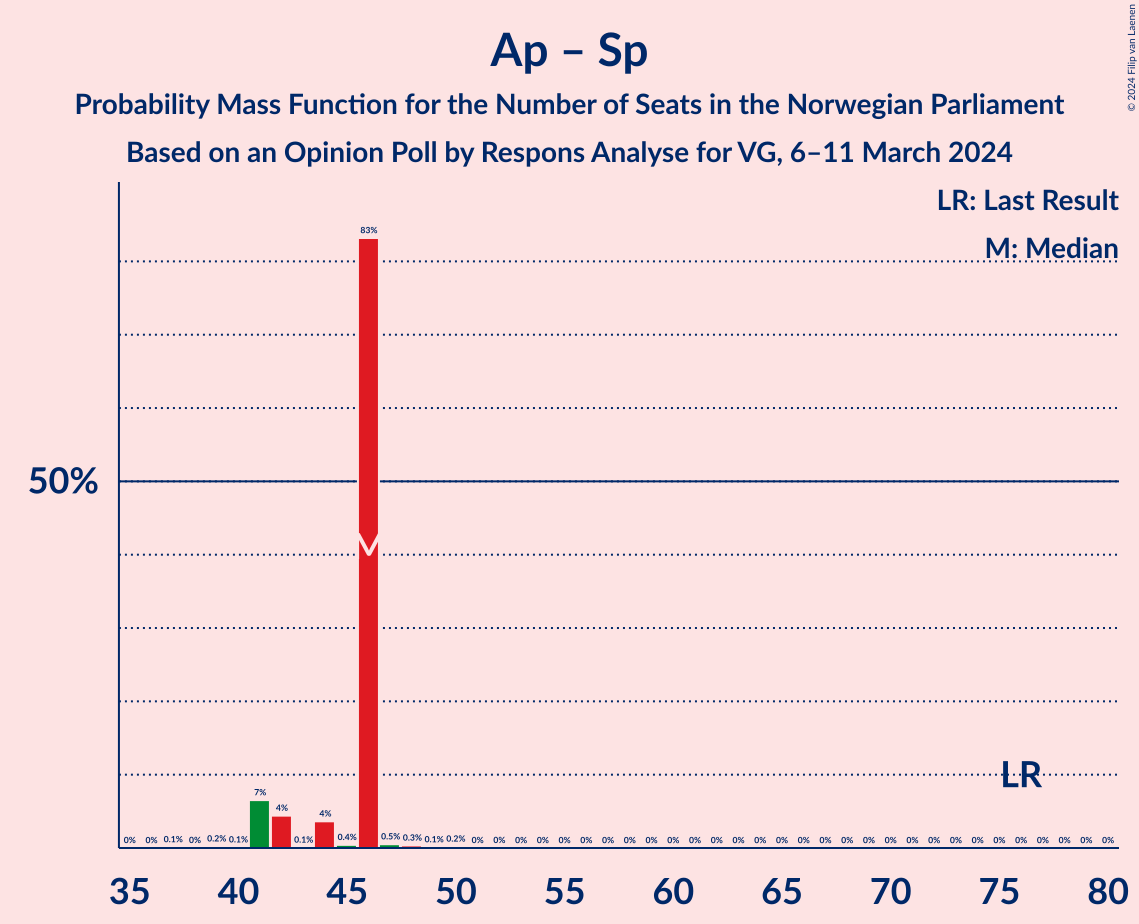 © 2024 Filip van Laenen
Ap – Sp
Probability Mass Function for the Number of Seats in the Norwegian Parliament
Based on an Opinion Poll by Respons Analyse for VG, 6–11 March 2024
LR: Last Result
M: Median
83%
50%
M
LR
7%
4%
4%
0% 0% 0.1% 0% 0.2% 0.1% 0.1% 0.4% 0.5% 0.3% 0.1% 0.2% 0% 0% 0% 0% 0% 0% 0% 0% 0% 0% 0% 0% 0% 0% 0% 0% 0% 0% 0% 0% 0% 0% 0% 0% 0% 0% 0% 0% 0% 0%
35 40 45 50 55 60 65 70 75 80